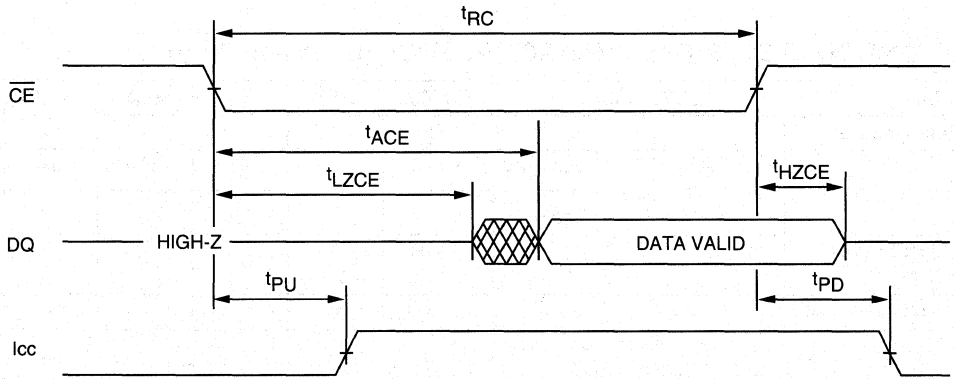 tRC
CE
tACE
tLZCE
tHZCE
DQ
HIGH-Z
DATA VALID
tPU
tPD
Icc